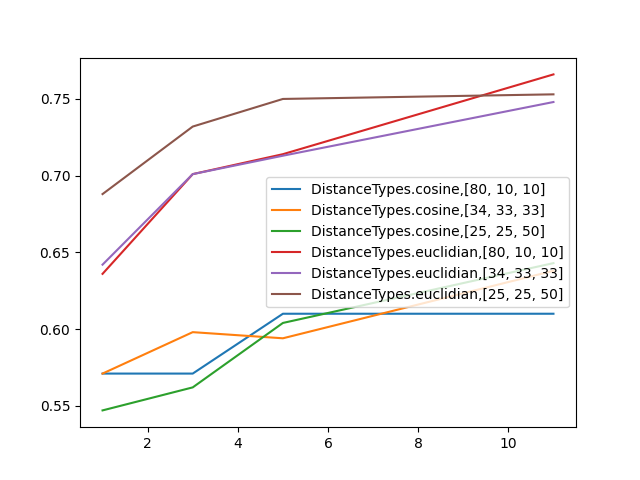 0.75
0.70
0.65
0.60
0.55
DistanceTypes.cosine,[80, 10, 10]
DistanceTypes.cosine,[34, 33, 33]
DistanceTypes.cosine,[25, 25, 50]
DistanceTypes.euclidian,[80, 10, 10]
DistanceTypes.euclidian,[34, 33, 33]
DistanceTypes.euclidian,[25, 25, 50]
2 4 6 8 10